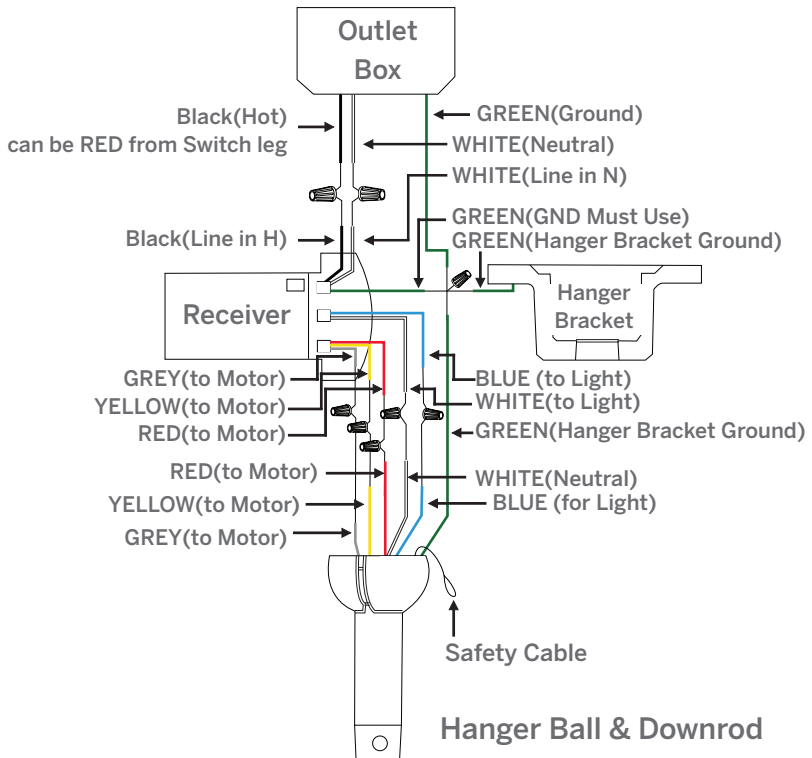 Outlet
Box
Black(Hot)
can be RED from Switch leg
GREEN(Ground)
WHITE(Neutral)
WHITE(Line in N)
Black(Line in H)
GREEN(GND Must Use)
GREEN(Hanger Bracket Ground)
Receiver
Hanger
Bracket
GREY(to Motor)
YELLOW(to Motor)
RED(to Motor)
BLUE (to Light)
WHITE(to Light)
GREEN(Hanger Bracket Ground)
RED(to Motor)
YELLOW(to Motor)
GREY(to Motor)
WHITE(Neutral)
BLUE (for Light)
Safety Cable
Hanger Ball & Downrod